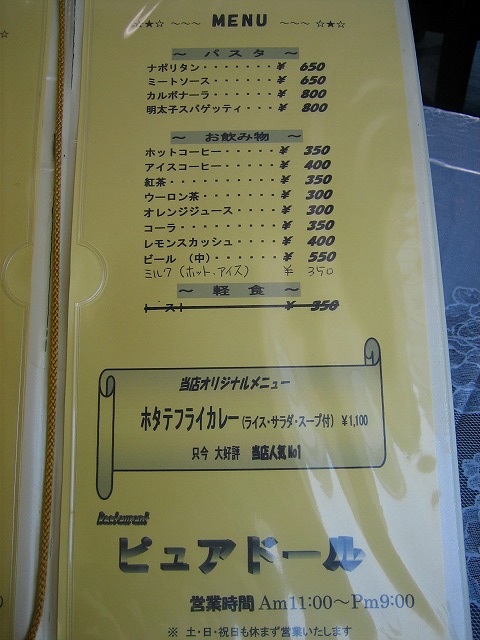 ☆★☆ ～～～ MENU ～～～ ☆★☆
～ パスタ ～
ナポリタン・・・・・・・¥ 650
ミートソース・・・・・・¥ 650
カルボナーラ・・・・・・¥ 800
明太子スパゲッティ・・・¥ 800
～ お飲み物 ～
ホットコーヒー・・・・・・¥ 350
アイスコーヒー・・・・・・¥ 400
紅茶・・・・・・・・・・¥ 350
ウーロン茶・・・・・・・¥ 300
オレンジジュース・・・・¥ 300
コーラ・・・・・・・・・¥ 350
レモンスカッシュ・・・・¥ 400
ビール （中）・・・・・・¥ 550
ミルク（ホット、アイス） ¥ 350
～ 軽 食 ～
¥ 350
当店オリジナルメニュー
ホタテフライカレー（ライス・サラダ・スープ付） ¥1,100
只今 大好評 当店人気No1
Restaurant
ピュアドール
営業時間 Am11:00～Pm9:00
※ 土・日・祝日も休まず営業いたします